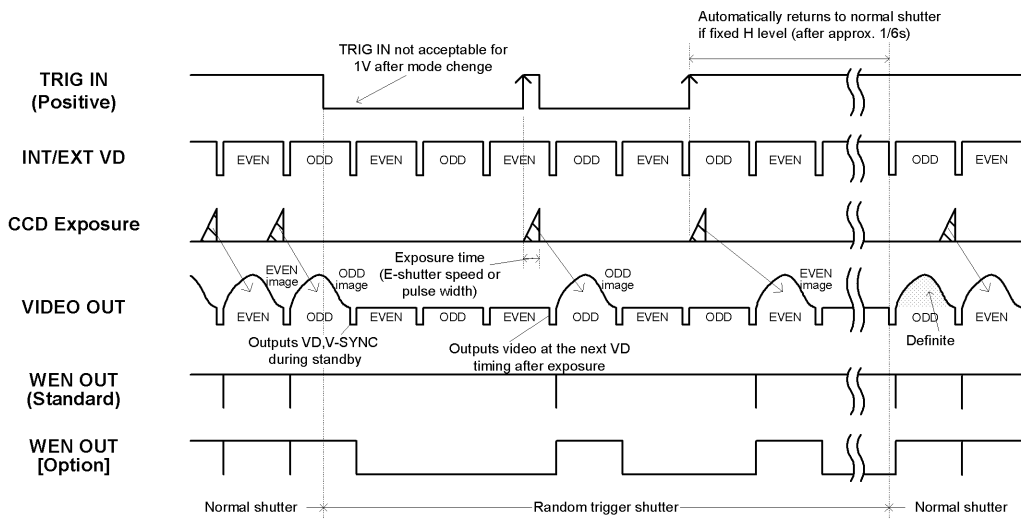 Automatically returns to normal shutter
if fixed H level (after approx. 1/6s)
TRIG IN not acceptable for
1V after mode chenge
TRIG IN
(Positive)
INT/EXT VD
EVEN ODD EVEN ODD EVEN ODD EVEN ODD EVEN ODD EVEN
CCD Exposure
Exposure time
(E-shutter speed or
pulse width)
EVEN
image
ODD
image
ODD
image
EVEN
image
VIDEO OUT
EVEN ODD EVEN ODD EVEN ODD EVEN ODD EVEN ODD EVEN
Outputs VD,V-SYNC
during standby
Outputs video at the next VD
timing after exposure
Definite
WEN OUT
(Standard)
WEN OUT
[Option]
Normal shutter
Random trigger shutter
Normal shutter